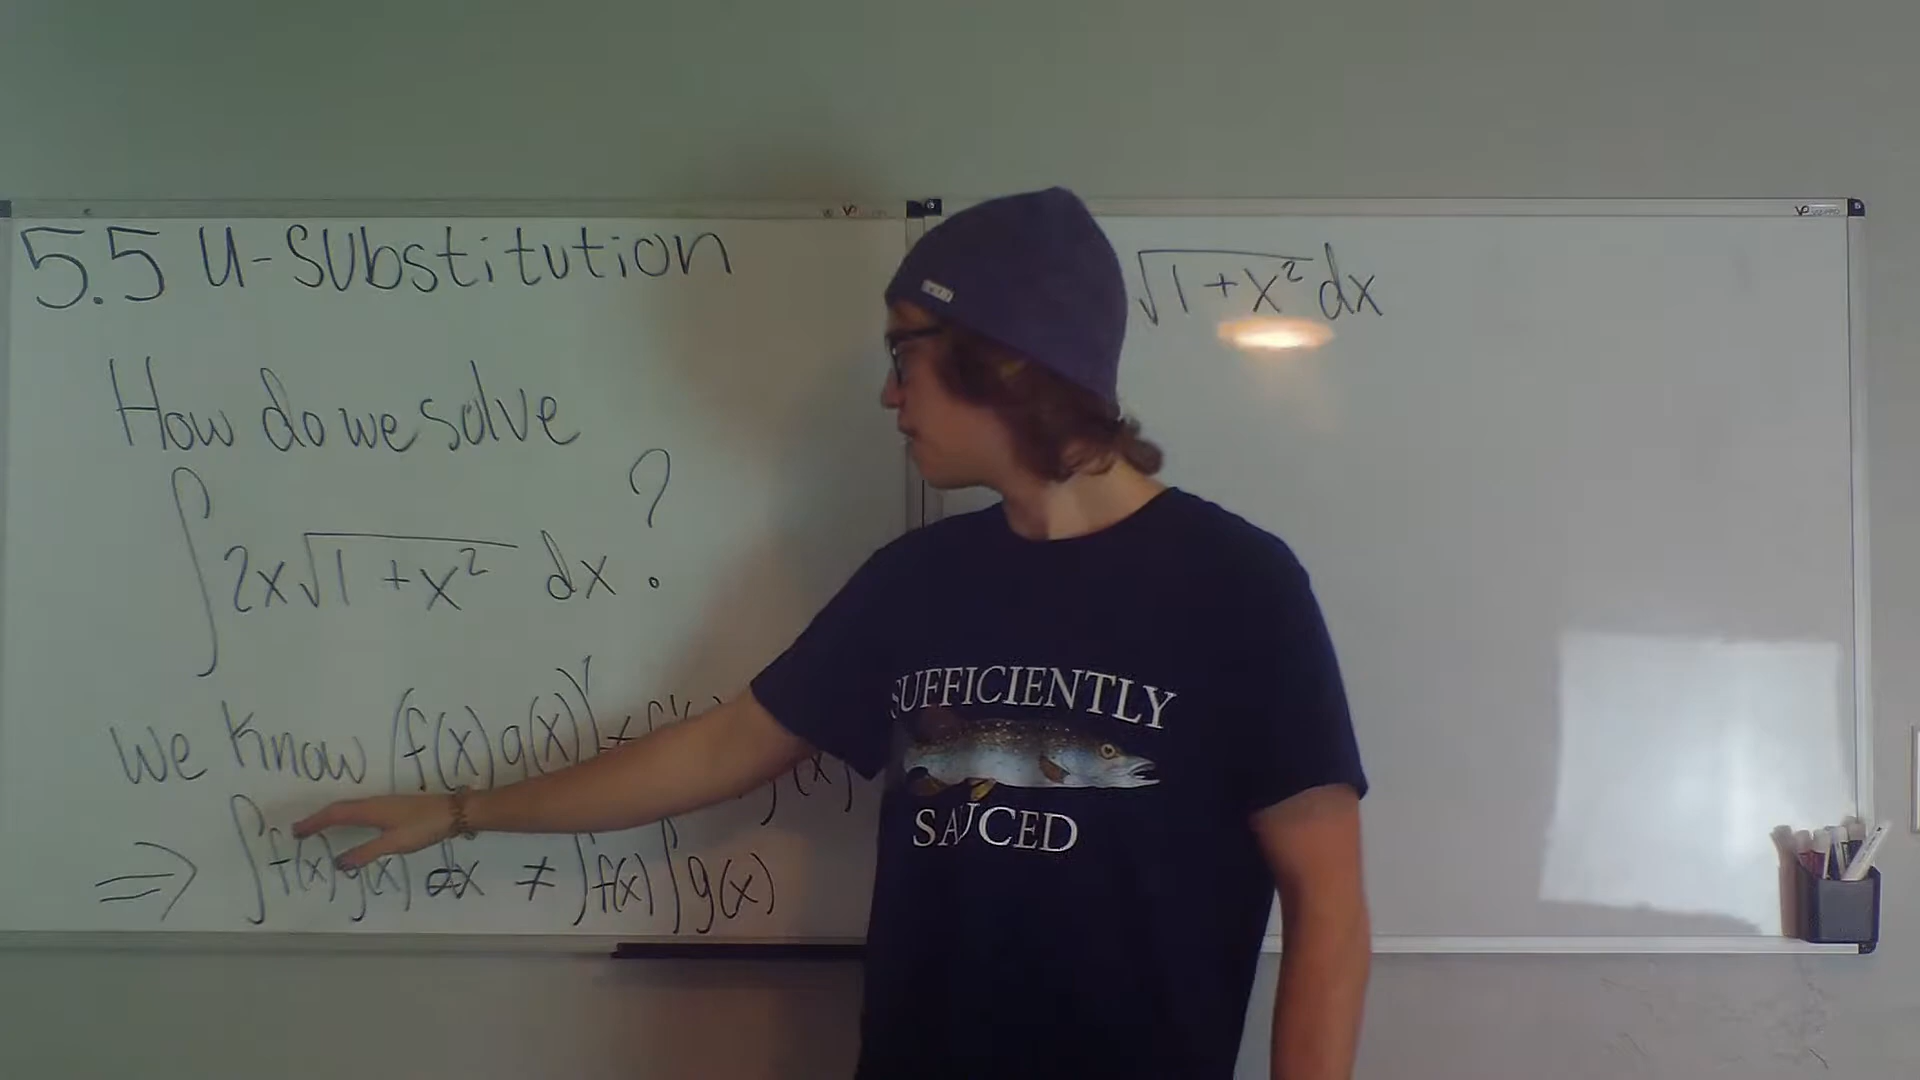 5.5 u-substitution
How do we solve
∫2x√1+x² dx?
we know (f(x)g(x))' ≠
⇒ ∫f(x)g(x) dx ≠ ∫f(x)∫g(x)
√1+x² dx
SUFFICIENTLY
SAUCED